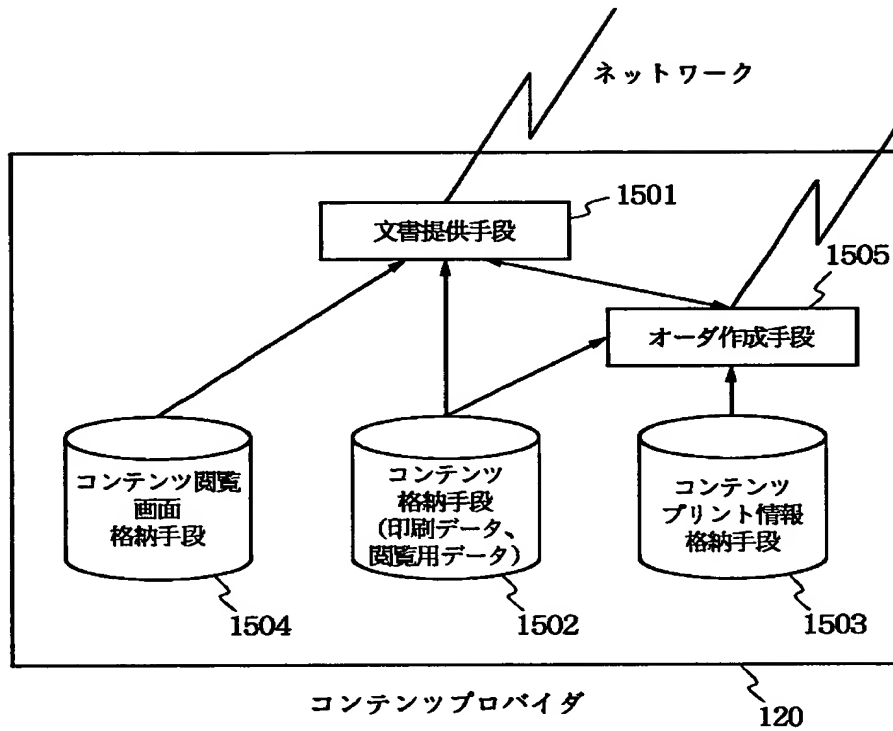 ネットワーク
1501
文書提供手段
1505
オーダ作成手段
コンテンツ閲覧
画面
格納手段
コンテンツ
格納手段
(印刷データ、
閲覧用データ)
コンテンツ
プリント情報
格納手段
1504
1502
1503
コンテンツプロバイダ
120